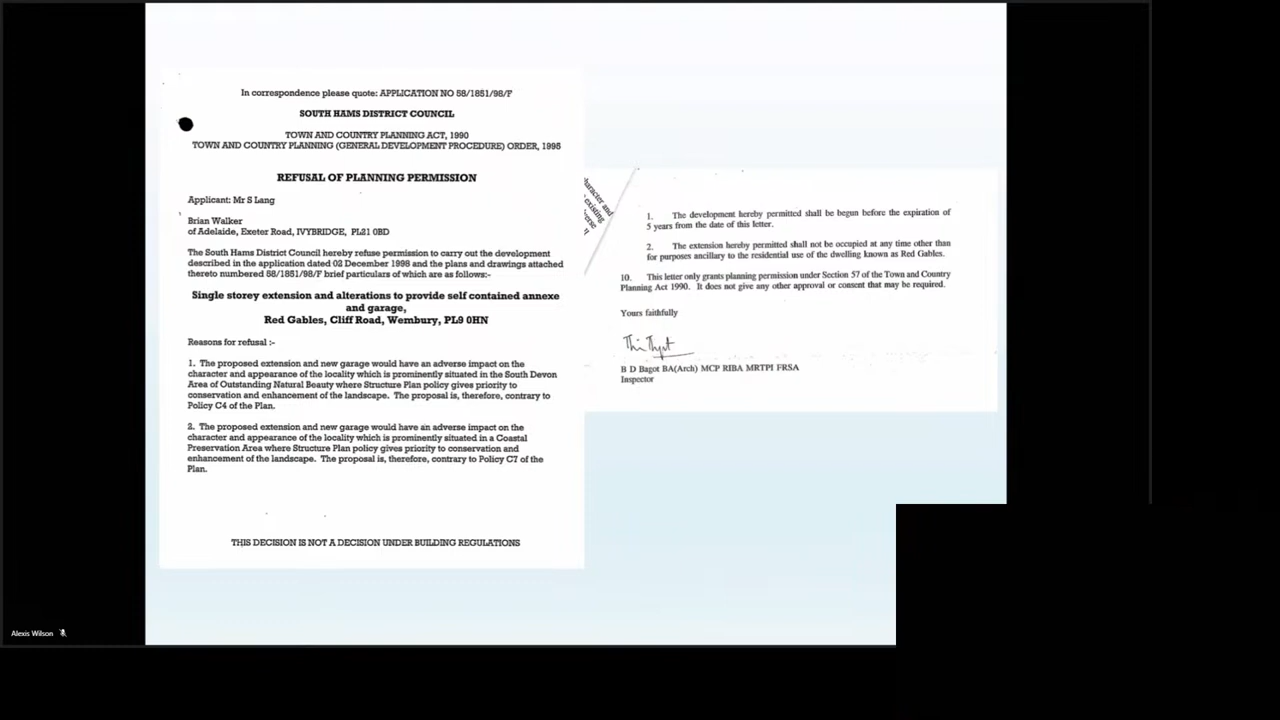 In correspondence please quote: APPLICATION NO 58/1851/98/F
SOUTH HAMS DISTRICT COUNCIL
TOWN AND COUNTRY PLANNING ACT, 1990
TOWN AND COUNTRY PLANNING (GENERAL DEVELOPMENT PROCEDURE) ORDER, 1995
REFUSAL OF PLANNING PERMISSION
Applicant: Mr S Lang
Brian Walker
of Adelaide, Exeter Road, IVYBRIDGE, PL21 0BD
The South Hams District Council hereby refuse permission to carry out the development
described in the application dated 02 December 1998 and the plans and drawings attached
thereto numbered 58/1851/98/F brief particulars of which are as follows:-
Single storey extension and alterations to provide self contained annexe
and garage,
Red Gables, Cliff Road, Wembury, PL9 0HN
Reasons for refusal :-
1. The proposed extension and new garage would have an adverse impact on the
character and appearance of the locality which is prominently situated in the South Devon
Area of Outstanding Natural Beauty where Structure Plan policy gives priority to
conservation and enhancement of the landscape. The proposal is, therefore, contrary to
Policy C4 of the Plan.
2. The proposed extension and new garage would have an adverse impact on the
character and appearance of the locality which is prominently situated in a Coastal
Preservation Area where Structure Plan policy gives priority to conservation and
enhancement of the landscape. The proposal is, therefore, contrary to Policy C7 of the
Plan.
THIS DECISION IS NOT A DECISION UNDER BUILDING REGULATIONS
character and
existing
1. The development hereby permitted shall be begun before the expiration of
5 years from the date of this letter.
2. The extension hereby permitted shall not be occupied at any time other than
for purposes ancillary to the residential use of the dwelling known as Red Gables.
10. This letter only grants planning permission under Section 57 of the Town and Country
Planning Act 1990. It does not give any other approval or consent that may be required.
Yours faithfully
B D Bagot BA(Arch) MCP RIBA MRTPI FRSA
Inspector
Alexis Wilson